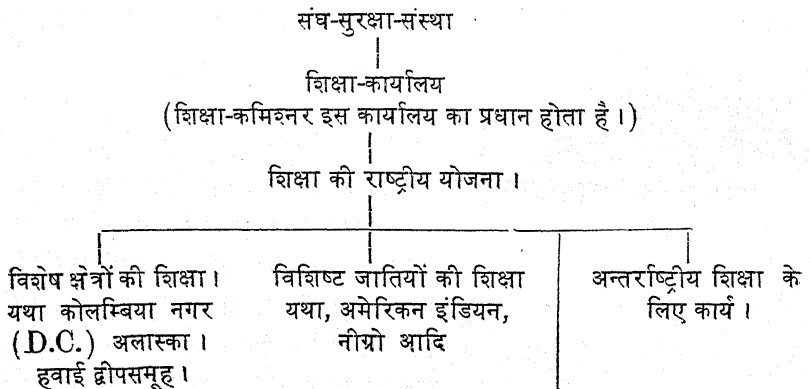 संघ-सुरक्षा-संस्था
शिक्षा-कार्यालय
(शिक्षा-कमिश्नर इस कार्यालय का प्रधान होता है।)
शिक्षा की राष्ट्रीय योजना।
विशेष क्षेत्रों की शिक्षा।
यथा कोलम्बिया नगर
(D.C.) अलास्का।
हवाई द्वीपसमूह।
विशिष्ट जातियों की शिक्षा
यथा, अमेरिकन इंडियन,
नीग्रो आदि
अन्तर्राष्ट्रीय शिक्षा के
लिए कार्य।